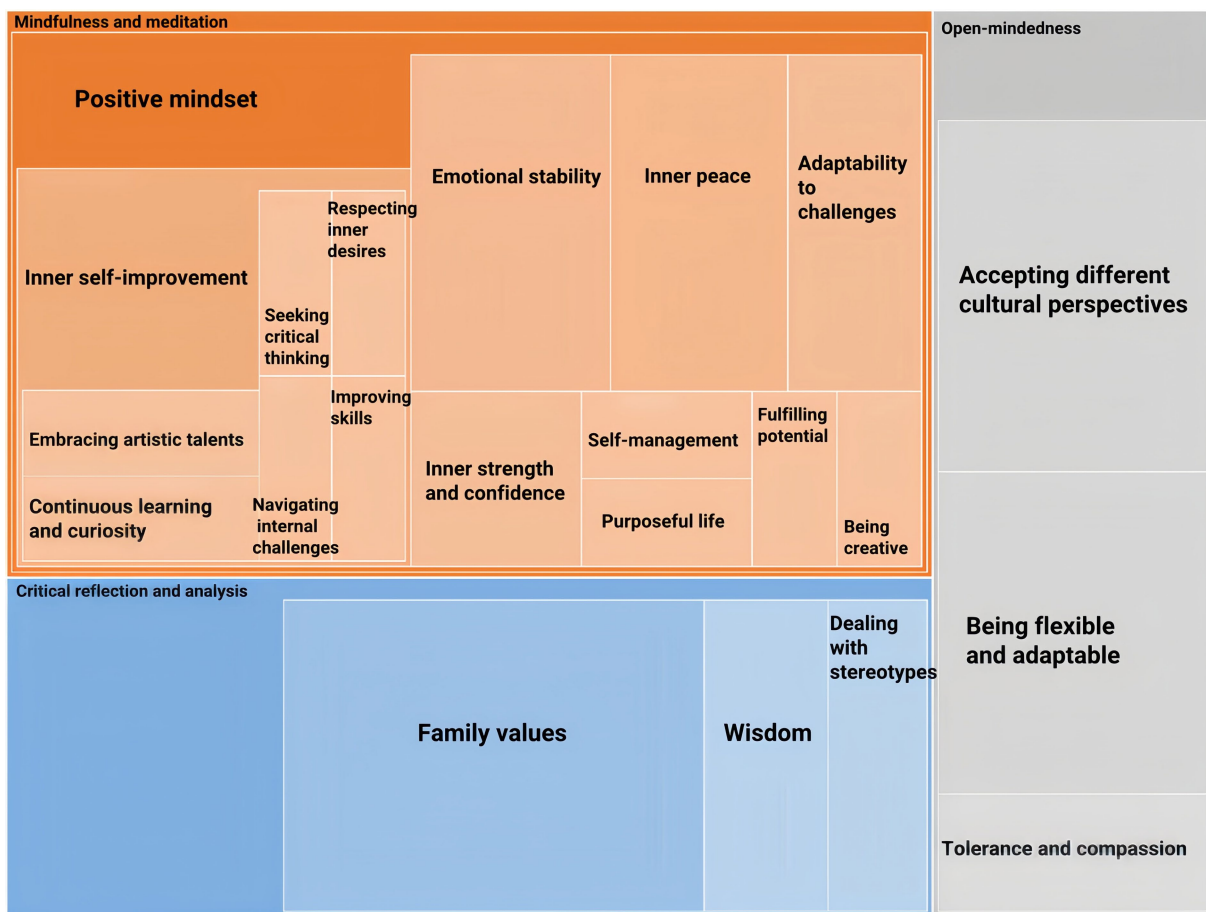 Mindfulness and meditation
Positive mindset
Inner self-improvement
Seeking
critical
thinking
Respecting
inner
desires
Embracing artistic talents
Continuous learning
and curiosity
Navigating
internal
challenges
Improving
skills
Emotional stability
Inner peace
Adaptability
to
challenges
Inner strength
and confidence
Self-management
Purposeful life
Fulfilling
potential
Being
creative
Critical reflection and analysis
Family values
Wisdom
Dealing
with
stereotypes
Open-mindedness
Accepting different
cultural perspectives
Being flexible
and adaptable
Tolerance and compassion